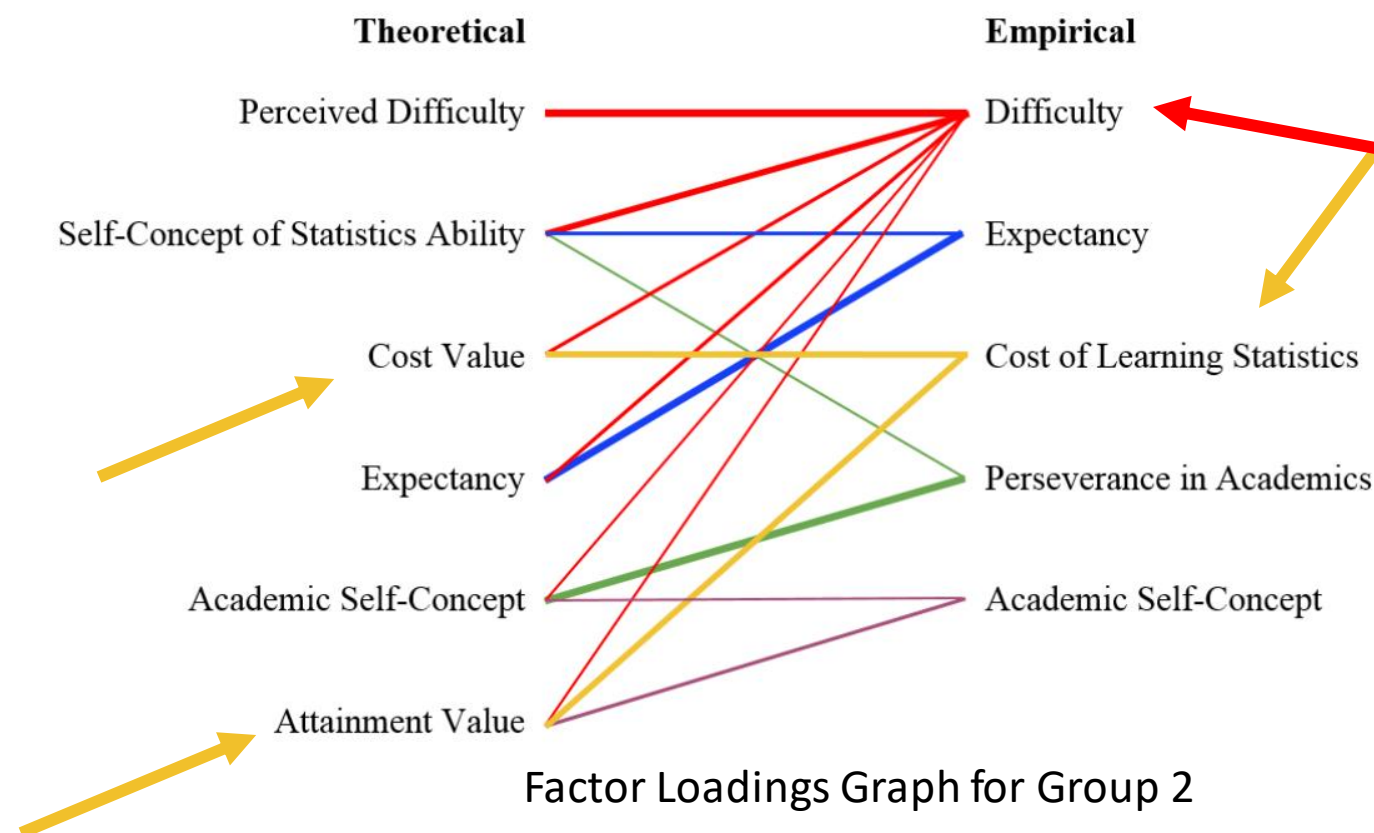 Theoretical Empirical
Perceived Difficulty Difficulty
Self-Concept of Statistics Ability Expectancy
Cost Value Cost of Learning Statistics
Expectancy Perseverance in Academics
Academic Self-Concept Academic Self-Concept
Attainment Value
Factor Loadings Graph for Group 2